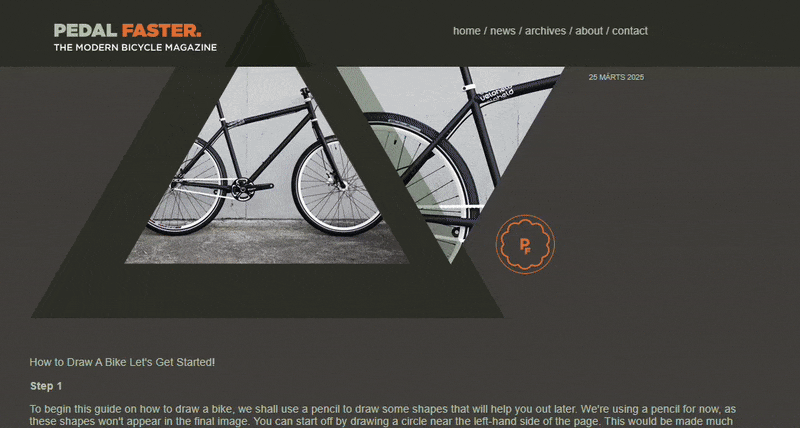 PEDAL FASTER.
THE MODERN BICYCLE MAGAZINE
home / news / archives / about / contact
25 MÁRTS 2025
veloheld
veloheld
PF
How to Draw A Bike Let's Get Started!
Step 1
To begin this guide on how to draw a bike, we shall use a pencil to draw some shapes that will help you out later. We're using a pencil for now, as
these shapes won't appear in the final image. You can start off by drawing a circle near the left-hand side of the page. This would be made much